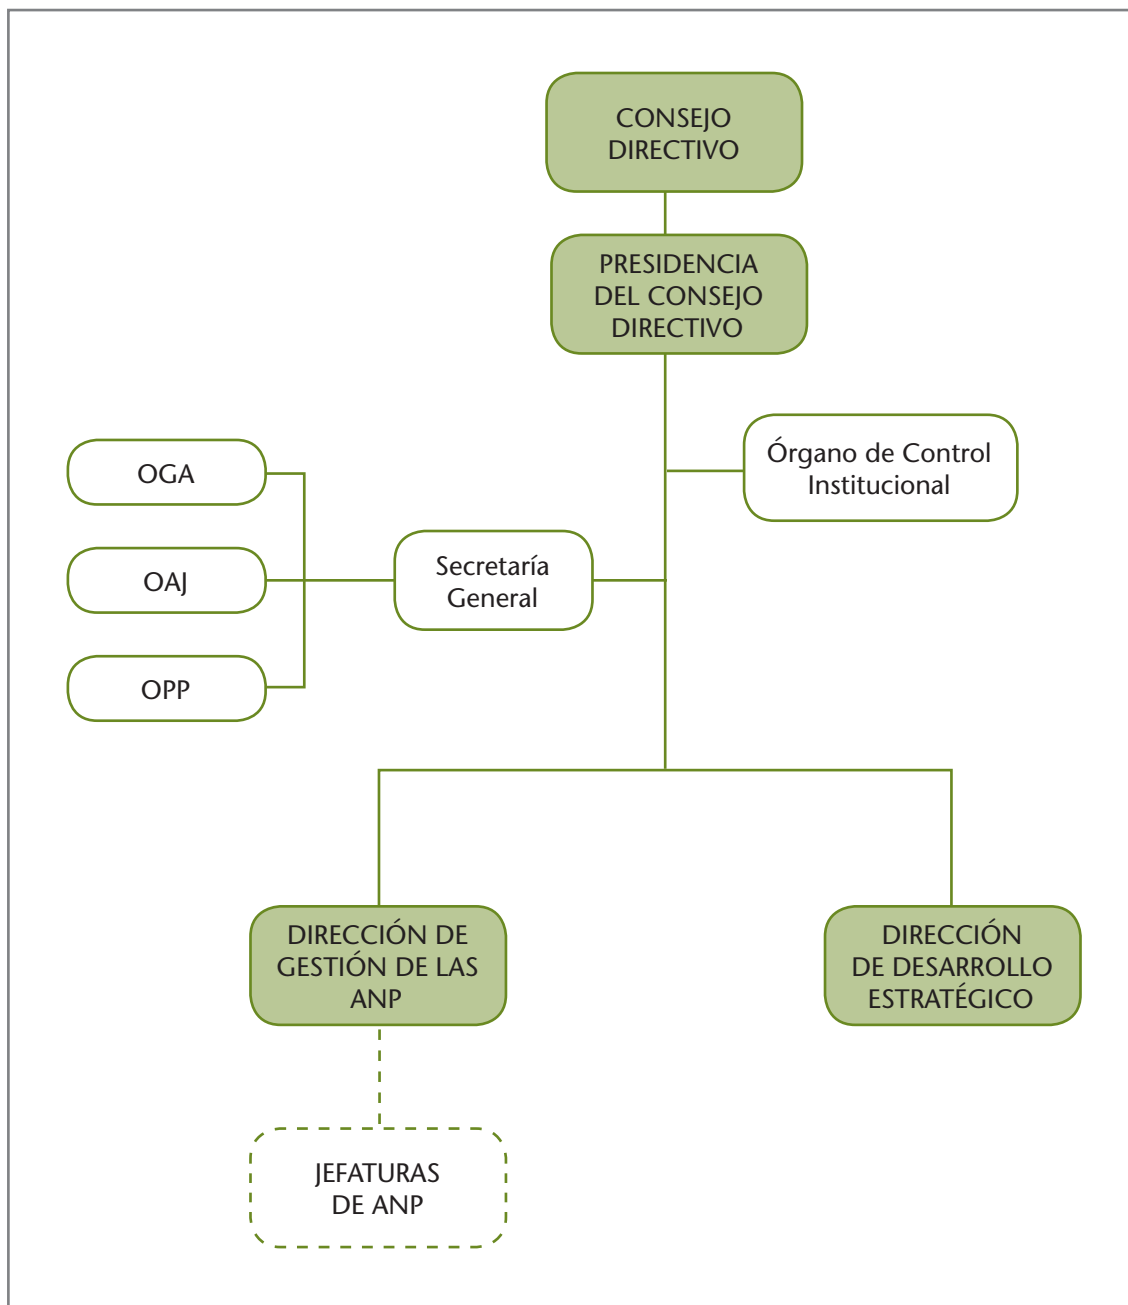 CONSEJO
DIRECTIVO
PRESIDENCIA
DEL CONSEJO
DIRECTIVO
Órgano de Control
Institucional
OGA
OAJ
OPP
Secretaría
General
DIRECCIÓN DE
GESTIÓN DE LAS
ANP
DIRECCIÓN
DE DESARROLLO
ESTRATÉGICO
JEFATURAS
DE ANP